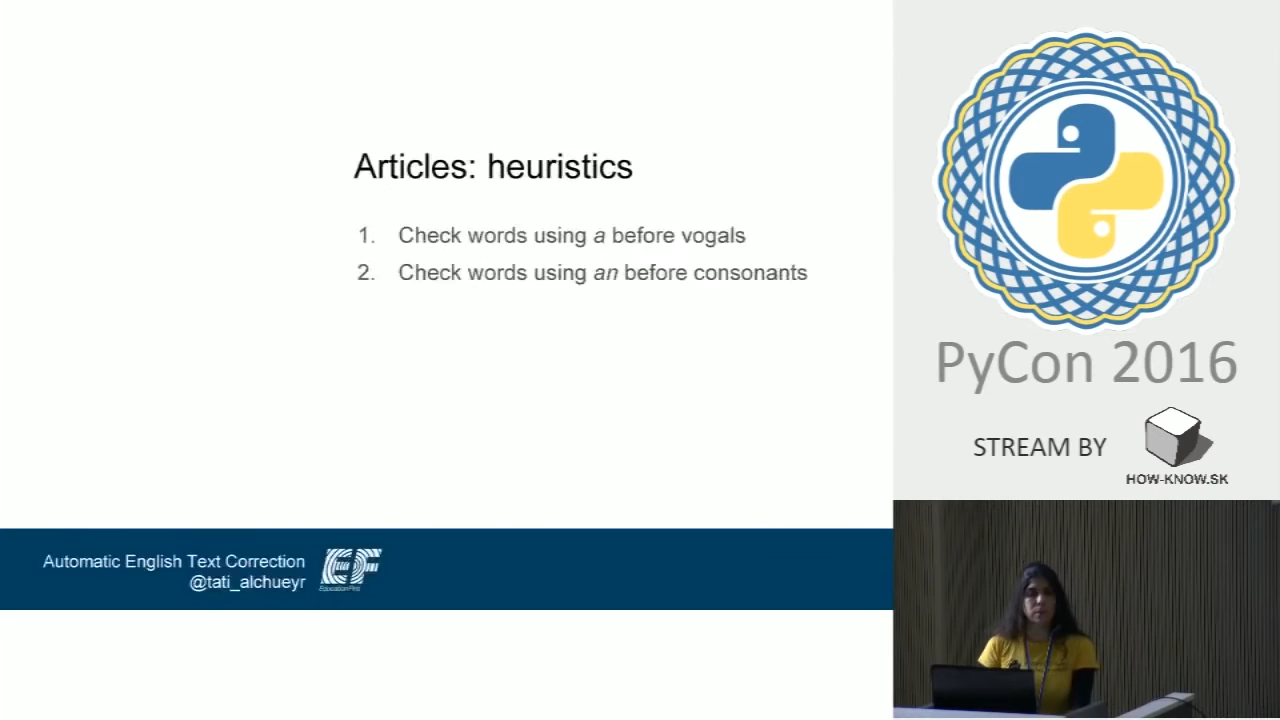 Articles: heuristics
1. Check words using a before vogals
2. Check words using an before consonants
Automatic English Text Correction
@tati_alchueyr
EF
EducationFirst
PyCon 2016
STREAM BY
HOW-KNOW.SK